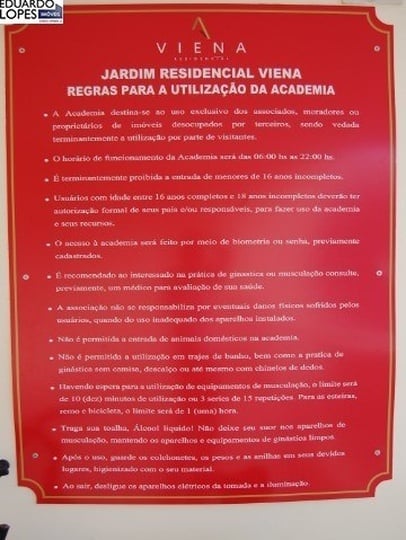 EDUARDO
LOPES IMÓVEIS
VIENA
RESIDENCIAL
JARDIM RESIDENCIAL VIENA
REGRAS PARA A UTILIZAÇÃO DA ACADEMIA
• A Academia destina-se ao uso exclusivo dos associados, moradores ou
proprietários de imóveis desocupados por terceiros, sendo vedada
terminantemente a utilização por parte de visitantes.
• O horário de funcionamento da Academia será das 06:00 hs as 22:00 hs.
• É terminantemente proibida a entrada de menores de 16 anos incompletos.
• Usuários com idade entre 16 anos completos e 18 anos incompletos deverão ter
autorização formal de seus pais e/ou responsáveis, para fazer uso da academia
e seus recursos.
• O acesso à academia será feito por meio de biometria ou senha, previamente
cadastrados.
• É recomendado ao interessado na prática de ginastica ou musculação consulte,
previamente, um médico para avaliação de sua saúde.
• A associação não se responsabiliza por eventuais danos físicos sofridos pelos
usuários, quando do uso inadequado dos aparelhos instalados.
• Não é permitida a entrada de animais domésticos na academia.
• Não é permitida a utilização em trajes de banho, bem como a pratica de
ginástica sem camisa, descalço ou até mesmo com chinelos de dedos.
• Havendo espera para a utilização de equipamentos de musculação, o limite será
de 10 (dez) minutos de utilização ou 3 series de 15 repetições. Para as esteiras,
remo e bicicleta, o limite será de 1 (uma) hora.
• Traga sua toalha, Álcool liquido! Não deixe seu suor nos aparelhos de
musculação, mantendo os aparelhos e equipamentos de ginástica limpos.
• Após o uso, guarde os colchonetes, os pesos e as anilhas em seus devidos
lugares, higienizado com o seu material.
• Ao sair, desligue os aparelhos elétricos da tomada e a iluminação.